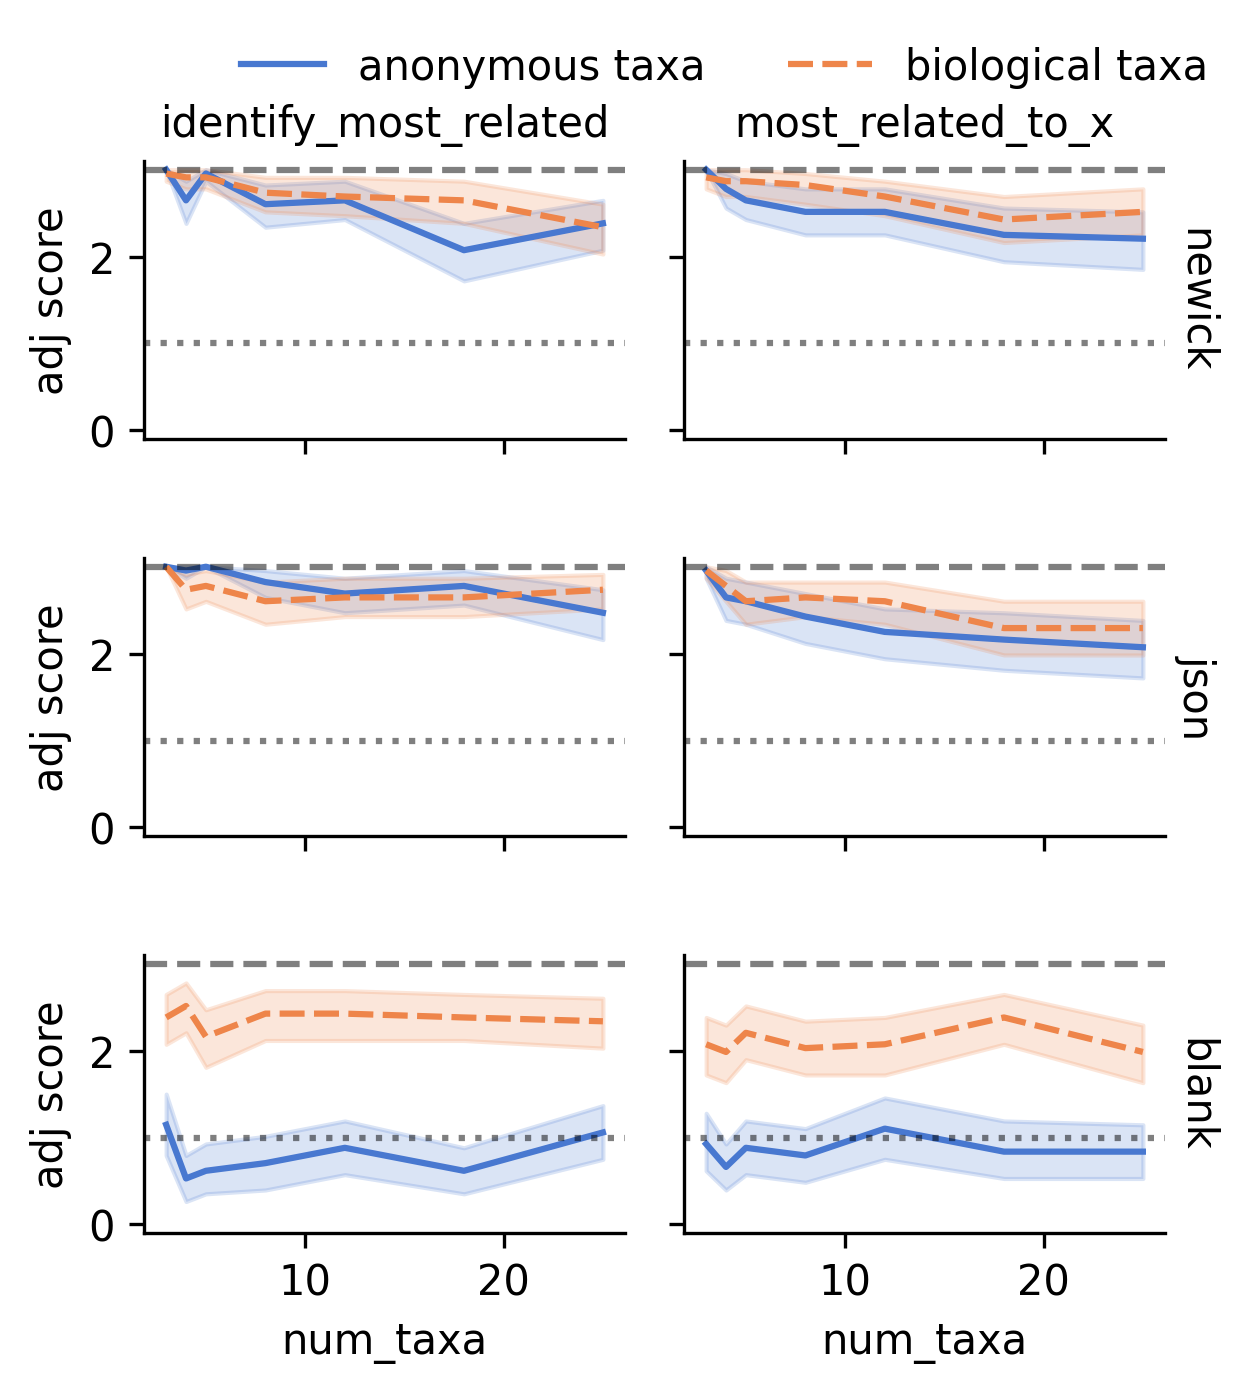 anonymous taxa biological taxa
identify_most_related most_related_to_x
adj score
2
0
newick
adj score
2
0
json
adj score
2
0
blank
10 20 10 20
num_taxa num_taxa